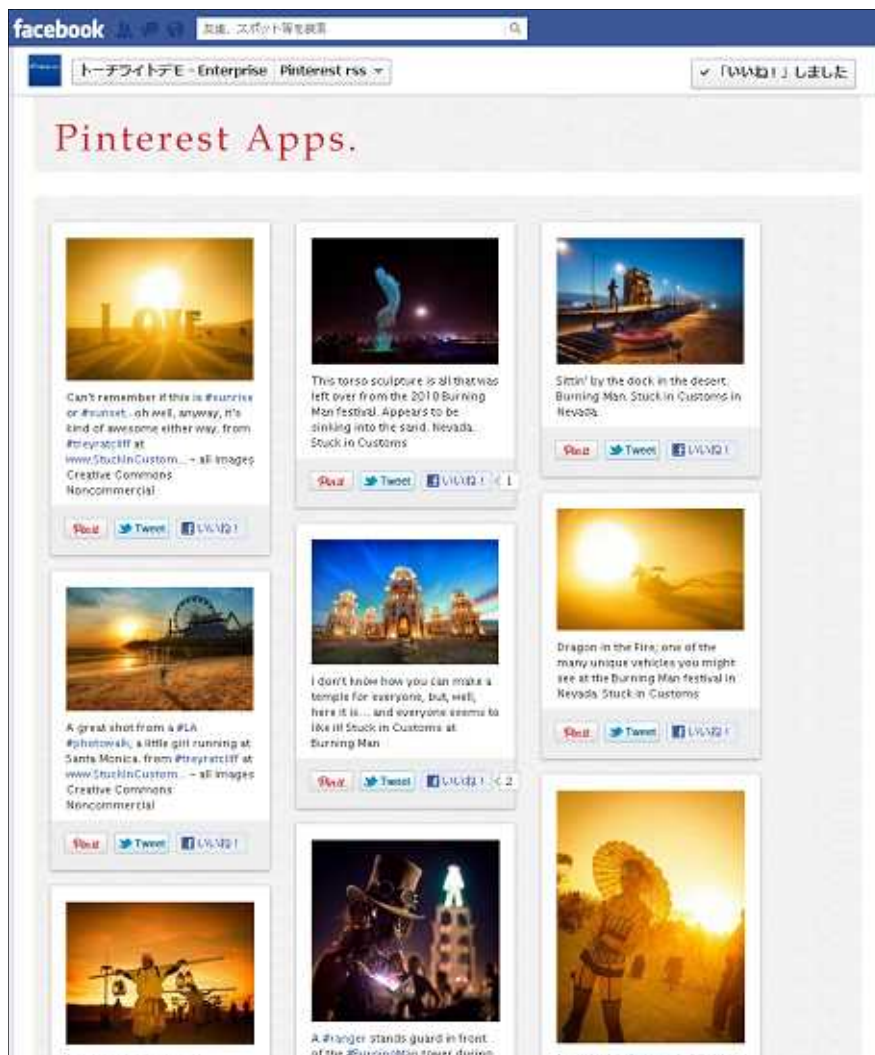 facebook
友達、スポット等を検索
トーチライトデモ - Enterprise Pinterest rss
✓ 「いいね!」しました
Pinterest Apps.
LOVE
Can't remember if this is #sunrise
or #sunset.. oh well, anyway, it's
kind of awesome either way. from
#treyratcliff at
www.StuckInCustom... - all images
Creative Commons
Noncommercial
Pin it Tweet いいね!
A great shot from a #LA
#photowalk, a little girl running at
Santa Monica. from #treyratcliff at
www.StuckInCustom... - all images
Creative Commons
Noncommercial
Pin it Tweet いいね!
This torso sculpture is all that was
left over from the 2010 Burning
Man festival. Appears to be
sinking into the sand. Nevada.
Stuck in Customs
Pin it Tweet いいね! 1
I don't know how you can make a
temple for everyone, but, well,
here it is... and everyone seems to
like it! Stuck in Customs at
Burning Man
Pin it Tweet いいね! 2
A #ranger stands guard in front
of the #BurningMan tower during
Sittin' by the dock in the desert.
Burning Man. Stuck in Customs in
Nevada.
Pin it Tweet いいね!
Dragon in the Fire; one of the
many unique vehicles you might
see at the Burning Man festival in
Nevada. Stuck in Customs
Pin it Tweet いいね!